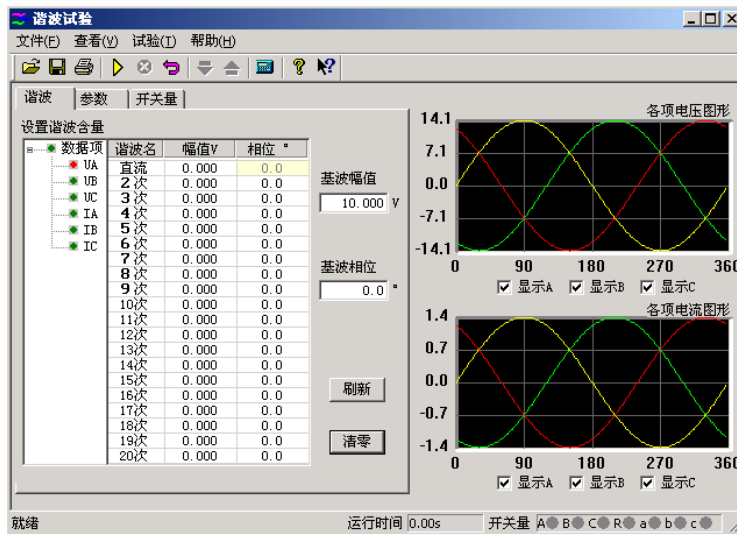 谐波试验
文件(F) 查看(V) 试验(T) 帮助(H)
谐波 参数 开关量
设置谐波含量
数据项
UA
UB
UC
IA
IB
IC
谐波名 幅值V 相位 °
直流 0.000 0.0
2次 0.000 0.0
3次 0.000 0.0
4次 0.000 0.0
5次 0.000 0.0
6次 0.000 0.0
7次 0.000 0.0
8次 0.000 0.0
9次 0.000 0.0
10次 0.000 0.0
11次 0.000 0.0
12次 0.000 0.0
13次 0.000 0.0
14次 0.000 0.0
15次 0.000 0.0
16次 0.000 0.0
17次 0.000 0.0
18次 0.000 0.0
19次 0.000 0.0
20次 0.000 0.0
基波幅值
10.000 V
基波相位
0.0 °
刷新
清零
各项电压图形
14.1
7.1
0.0
-7.1
-14.1
0 90 180 270 360
显示A 显示B 显示C
各项电流图形
1.4
0.7
0.0
-0.7
-1.4
0 90 180 270 360
显示A 显示B 显示C
就绪 运行时间 0.00s 开关量 A B C R a b c